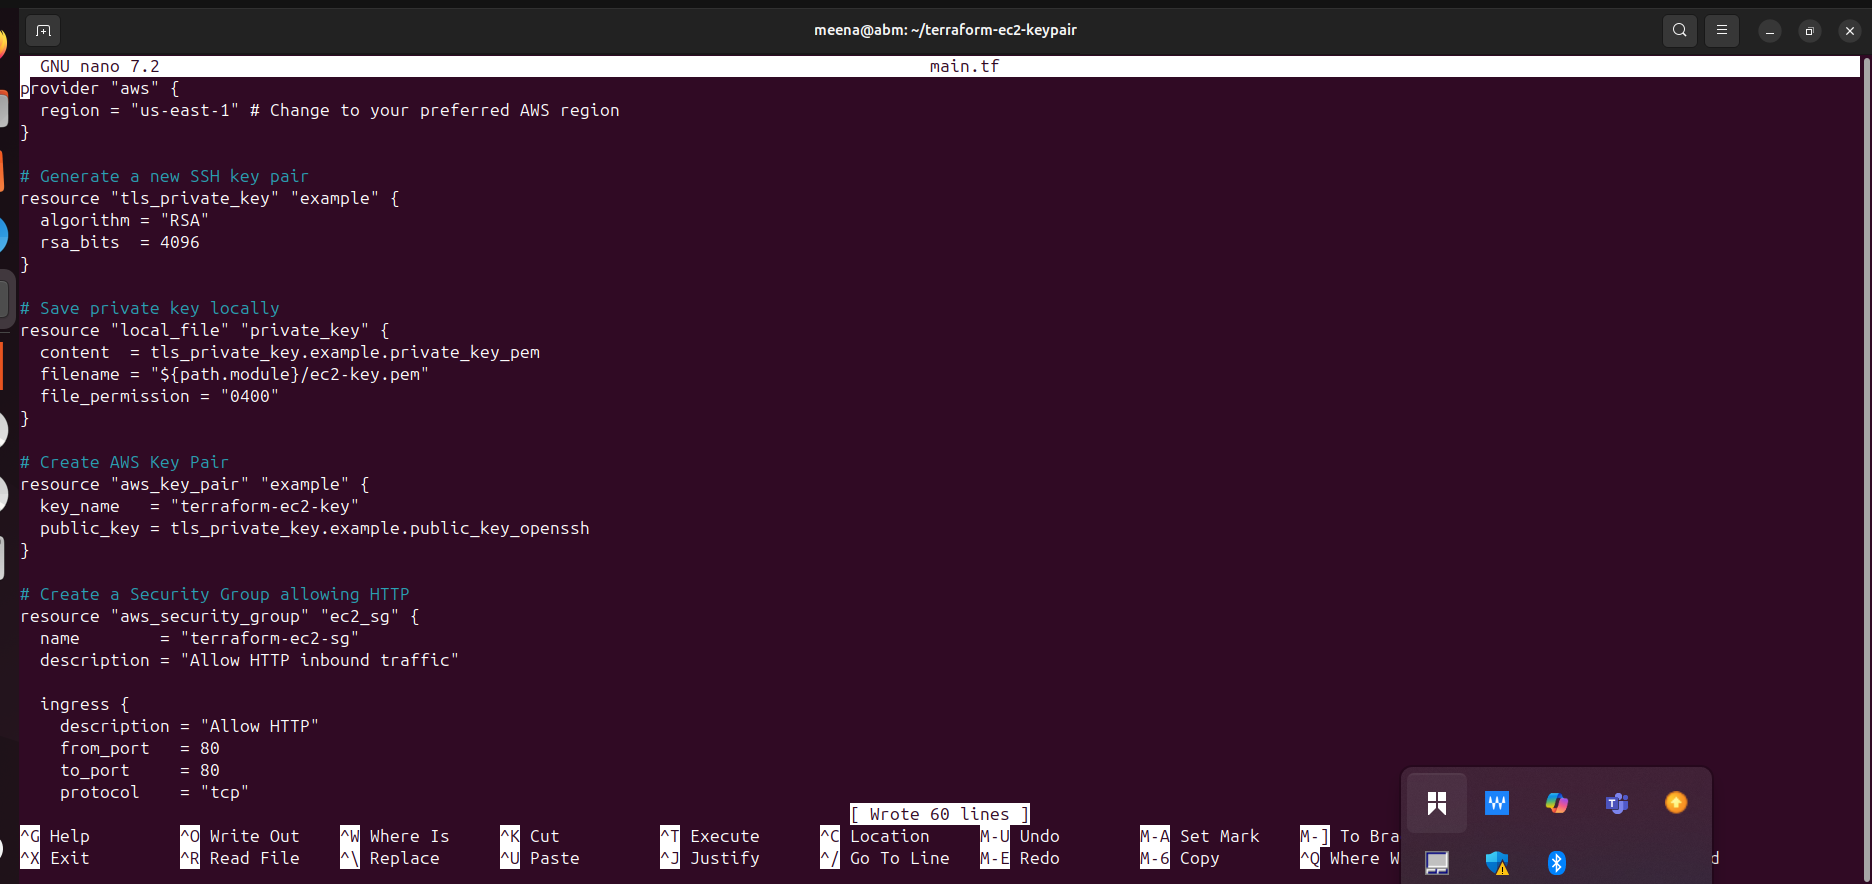 meena@abm: ~/terraform-ec2-keypair
GNU nano 7.2 main.tf
provider "aws" {
  region = "us-east-1" # Change to your preferred AWS region
}

# Generate a new SSH key pair
resource "tls_private_key" "example" {
  algorithm = "RSA"
  rsa_bits  = 4096
}

# Save private key locally
resource "local_file" "private_key" {
  content  = tls_private_key.example.private_key_pem
  filename = "${path.module}/ec2-key.pem"
  file_permission = "0400"
}

# Create AWS Key Pair
resource "aws_key_pair" "example" {
  key_name   = "terraform-ec2-key"
  public_key = tls_private_key.example.public_key_openssh
}

# Create a Security Group allowing HTTP
resource "aws_security_group" "ec2_sg" {
  name        = "terraform-ec2-sg"
  description = "Allow HTTP inbound traffic"

  ingress {
    description = "Allow HTTP"
    from_port   = 80
    to_port     = 80
    protocol    = "tcp"
[ Wrote 60 lines ]
^G Help ^O Write Out ^W Where Is ^K Cut ^T Execute ^C Location M-U Undo M-A Set Mark M-] To Bra
^X Exit ^R Read File ^\ Replace ^U Paste ^J Justify ^/ Go To Line M-E Redo M-6 Copy ^Q Where W